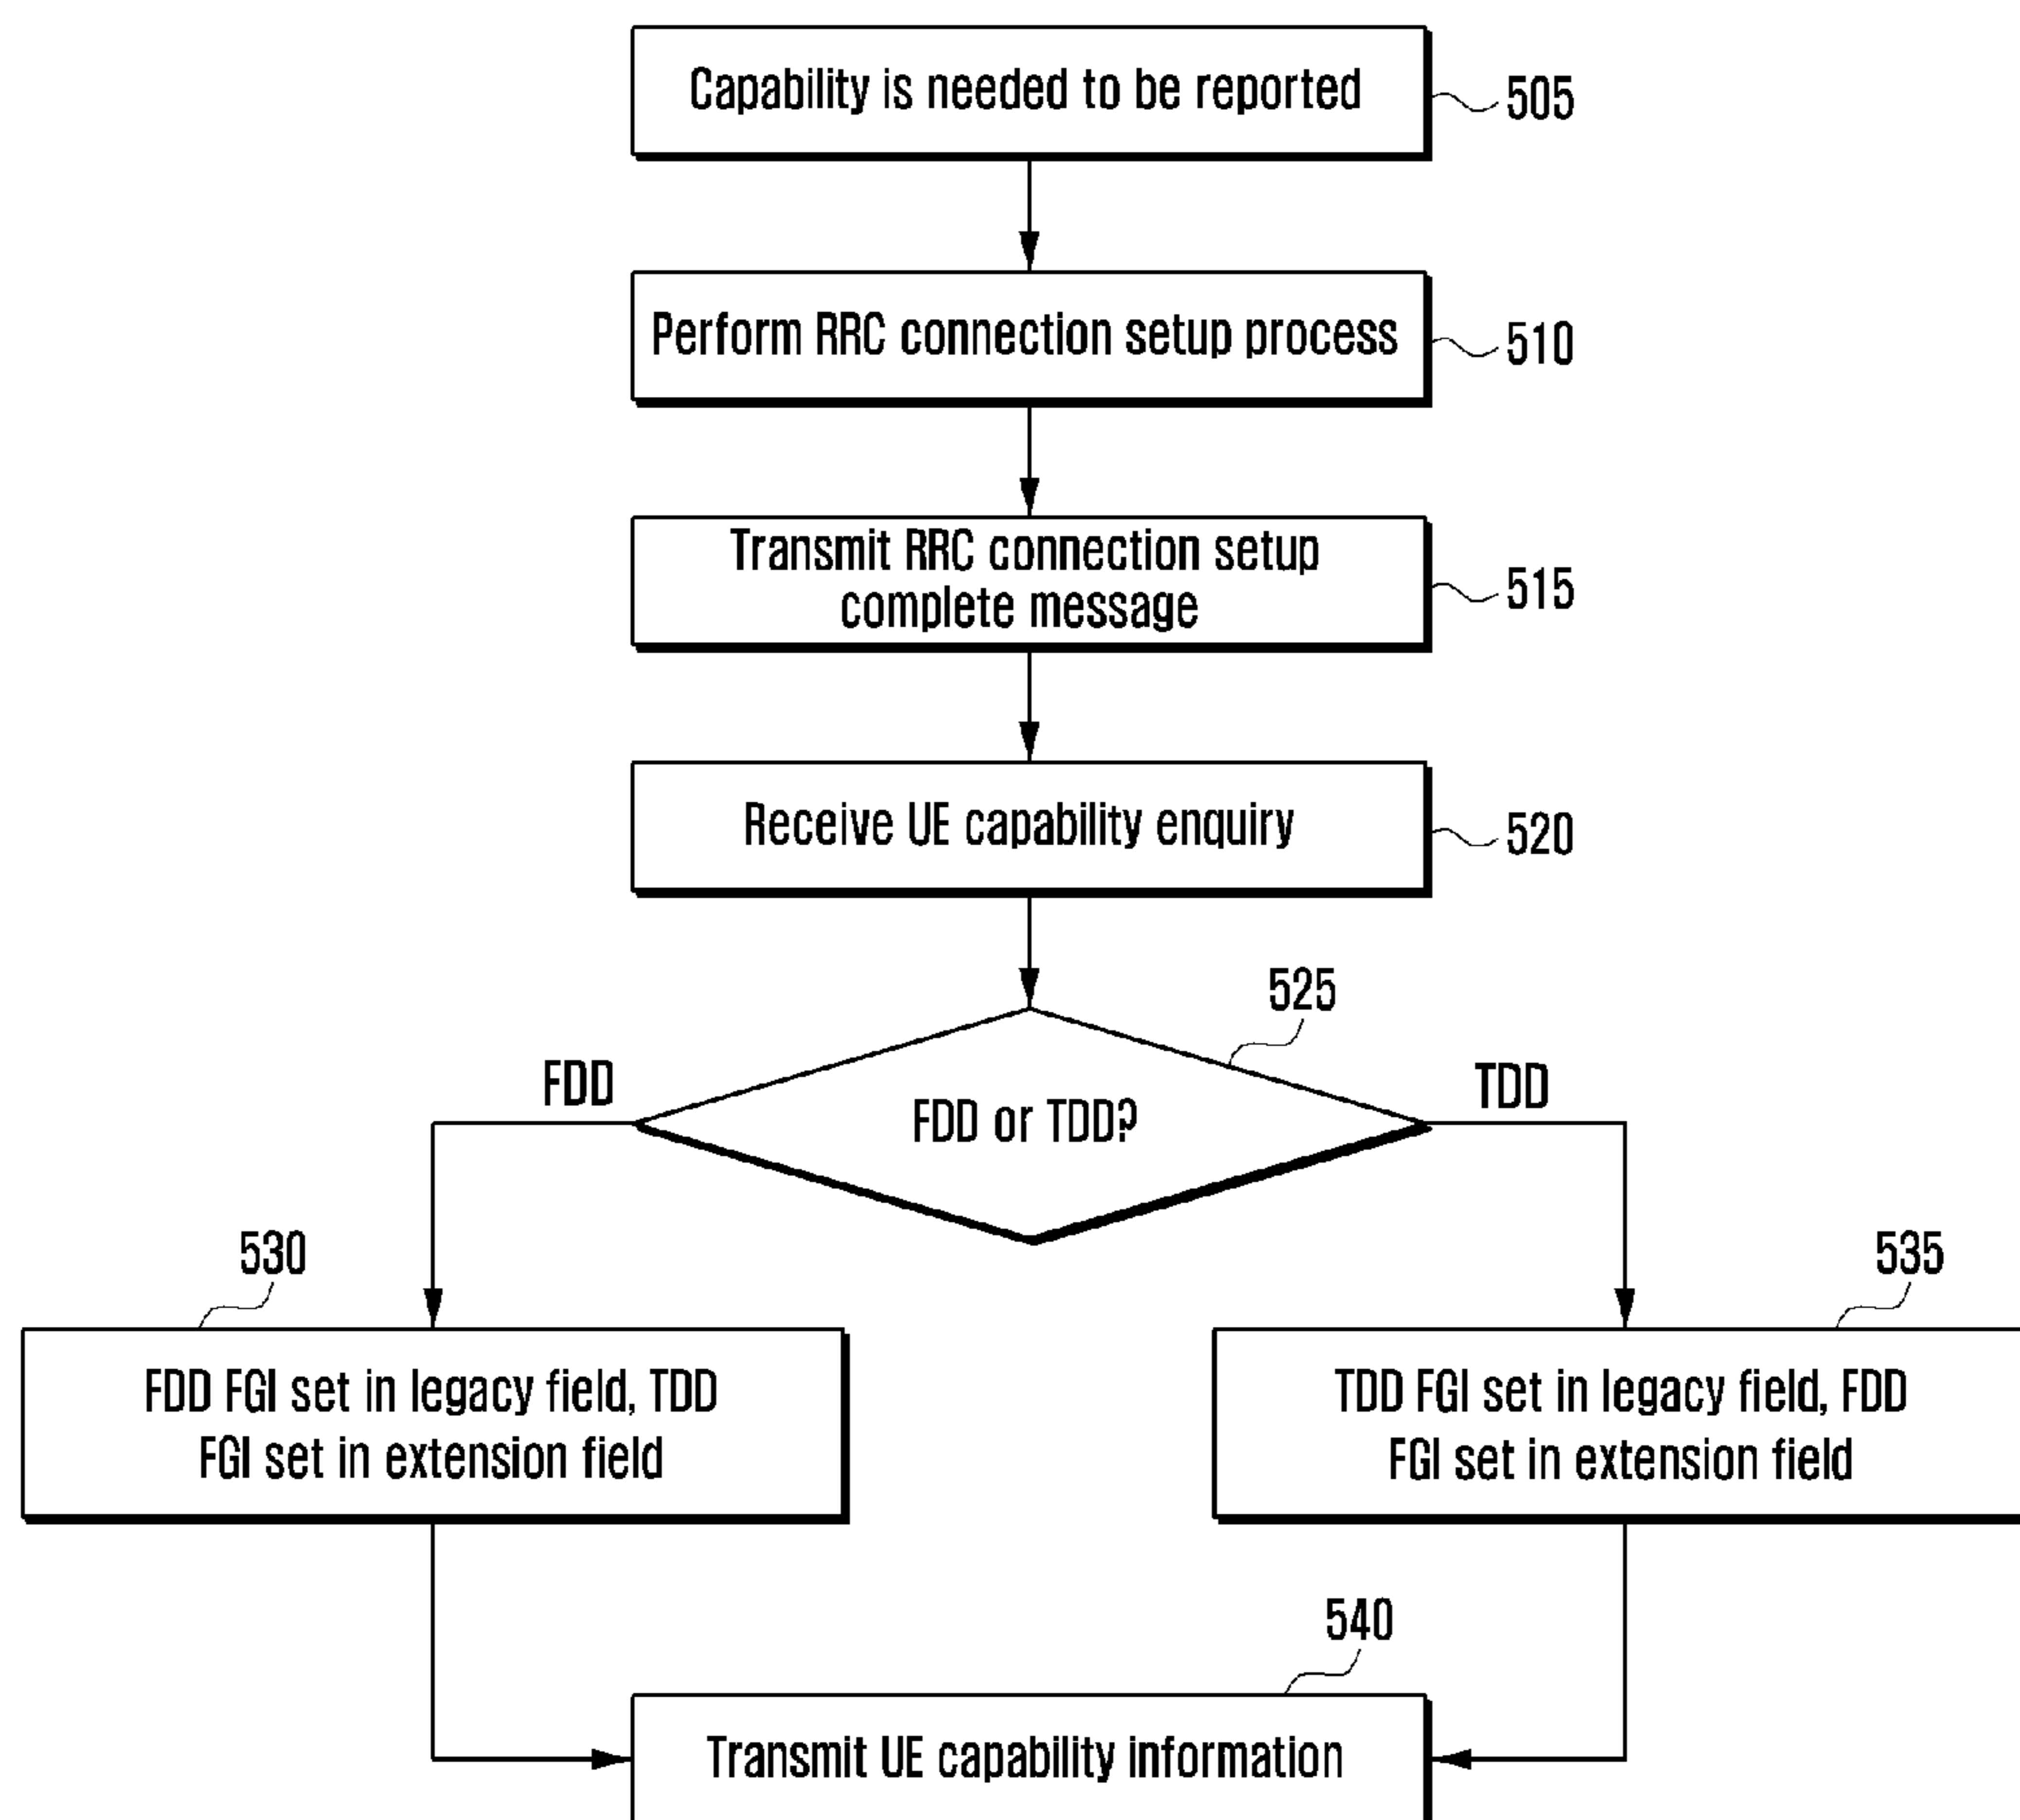 Capability is needed to be reported
505
Perform RRC connection setup process
510
Transmit RRC connection setup
complete message
515
Receive UE capability enquiry
520
525
FDD
FDD or TDD?
TDD
530
535
FDD FGI set in legacy field, TDD
FGI set in extension field
TDD FGI set in legacy field, FDD
FGI set in extension field
540
Transmit UE capability information